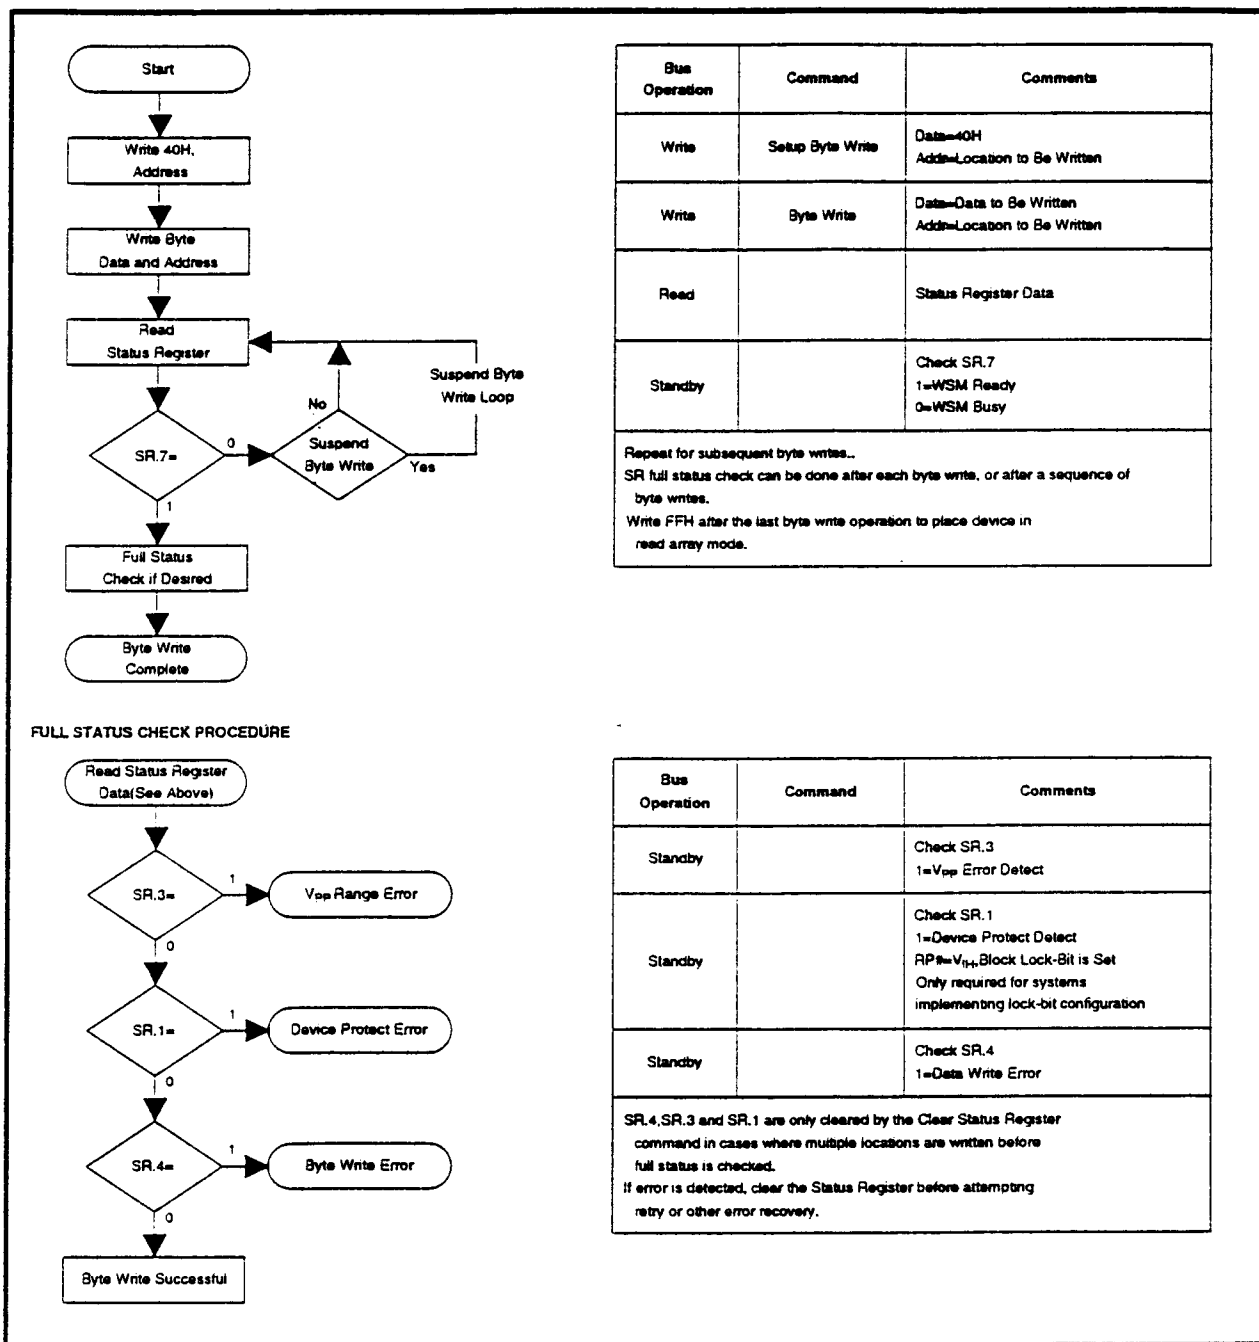 Start
Write 40H,
Address
Write Byte
Data and Address
Read
Status Register
SR.7=
0
1
Suspend
Byte Write
No
Yes
Suspend Byte
Write Loop
Full Status
Check if Desired
Byte Write
Complete
Bus
Operation
Command
Comments
Write
Setup Byte Write
Data=40H
Addr=Location to Be Written
Write
Byte Write
Data=Data to Be Written
Addr=Location to Be Written
Read
Status Register Data
Standby
Check SR.7
1=WSM Ready
0=WSM Busy
Repeat for subsequent byte writes..
SR full status check can be done after each byte write, or after a sequence of
byte writes.
Write FFH after the last byte write operation to place device in
read array mode.
FULL STATUS CHECK PROCEDURE
Read Status Register
Data(See Above)
SR.3=
1
VPP Range Error
0
SR.1=
1
Device Protect Error
0
SR.4=
1
Byte Write Error
0
Byte Write Successful
Bus
Operation
Command
Comments
Standby
Check SR.3
1=VPP Error Detect
Standby
Check SR.1
1=Device Protect Detect
RP#=VIH,Block Lock-Bit is Set
Only required for systems
implementing lock-bit configuration
Standby
Check SR.4
1=Data Write Error
SR.4,SR.3 and SR.1 are only cleared by the Clear Status Register
command in cases where multiple locations are written before
full status is checked.
If error is detected, clear the Status Register before attempting
retry or other error recovery.